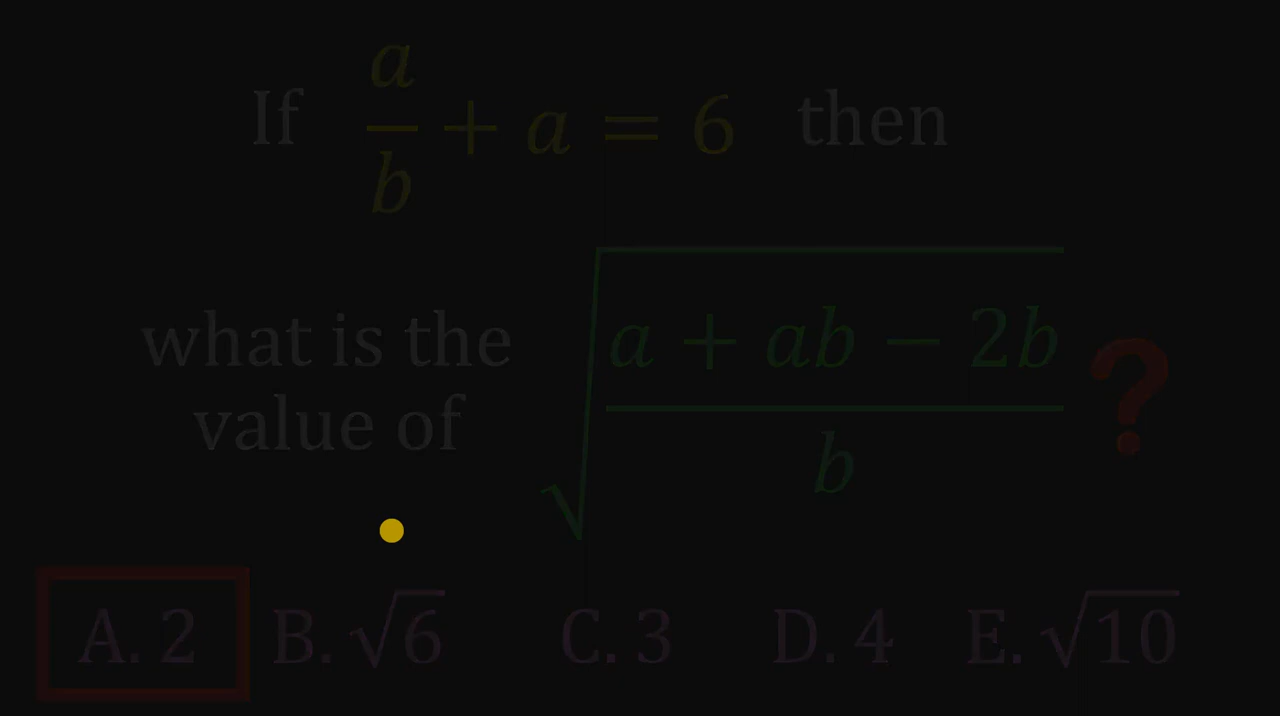 If a/b + a = 6 then
what is the
value of √((a + ab − 2b)/b) ?
A. 2 B. √6 C. 3 D. 4 E. √10